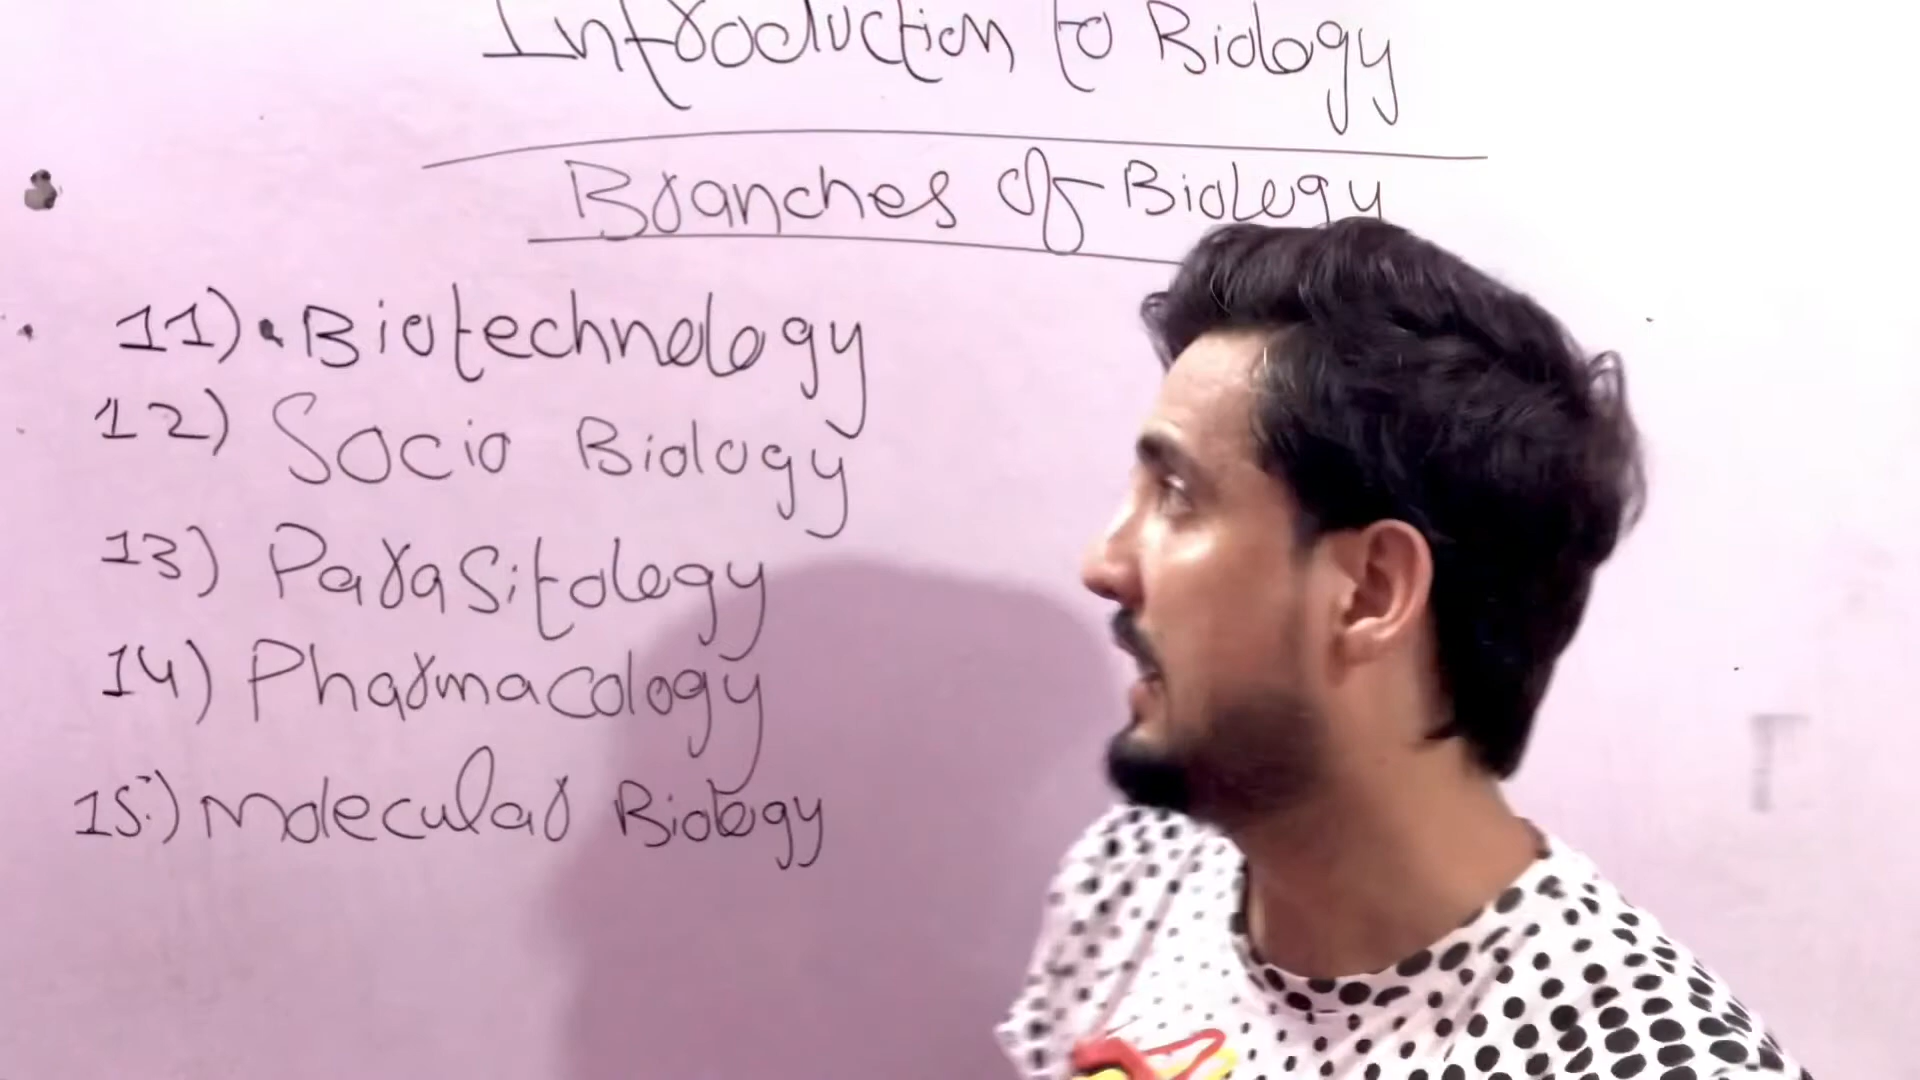 Introduction to Biology
Branches of Biology
11) Biotechnology
12) Socio Biology
13) Parasitology
14) Pharmacology
15) Molecular Biology